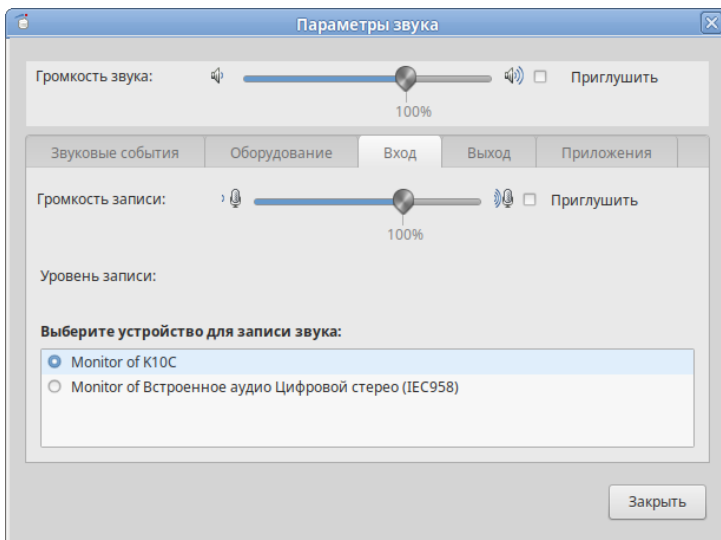 Параметры звука
Громкость звука: Приглушить
100%
Звуковые события Оборудование Вход Выход Приложения
Громкость записи: Приглушить
100%
Уровень записи:
Выберите устройство для записи звука:
Monitor of K10C
Monitor of Встроенное аудио Цифровой стерео (IEC958)
Закрыть